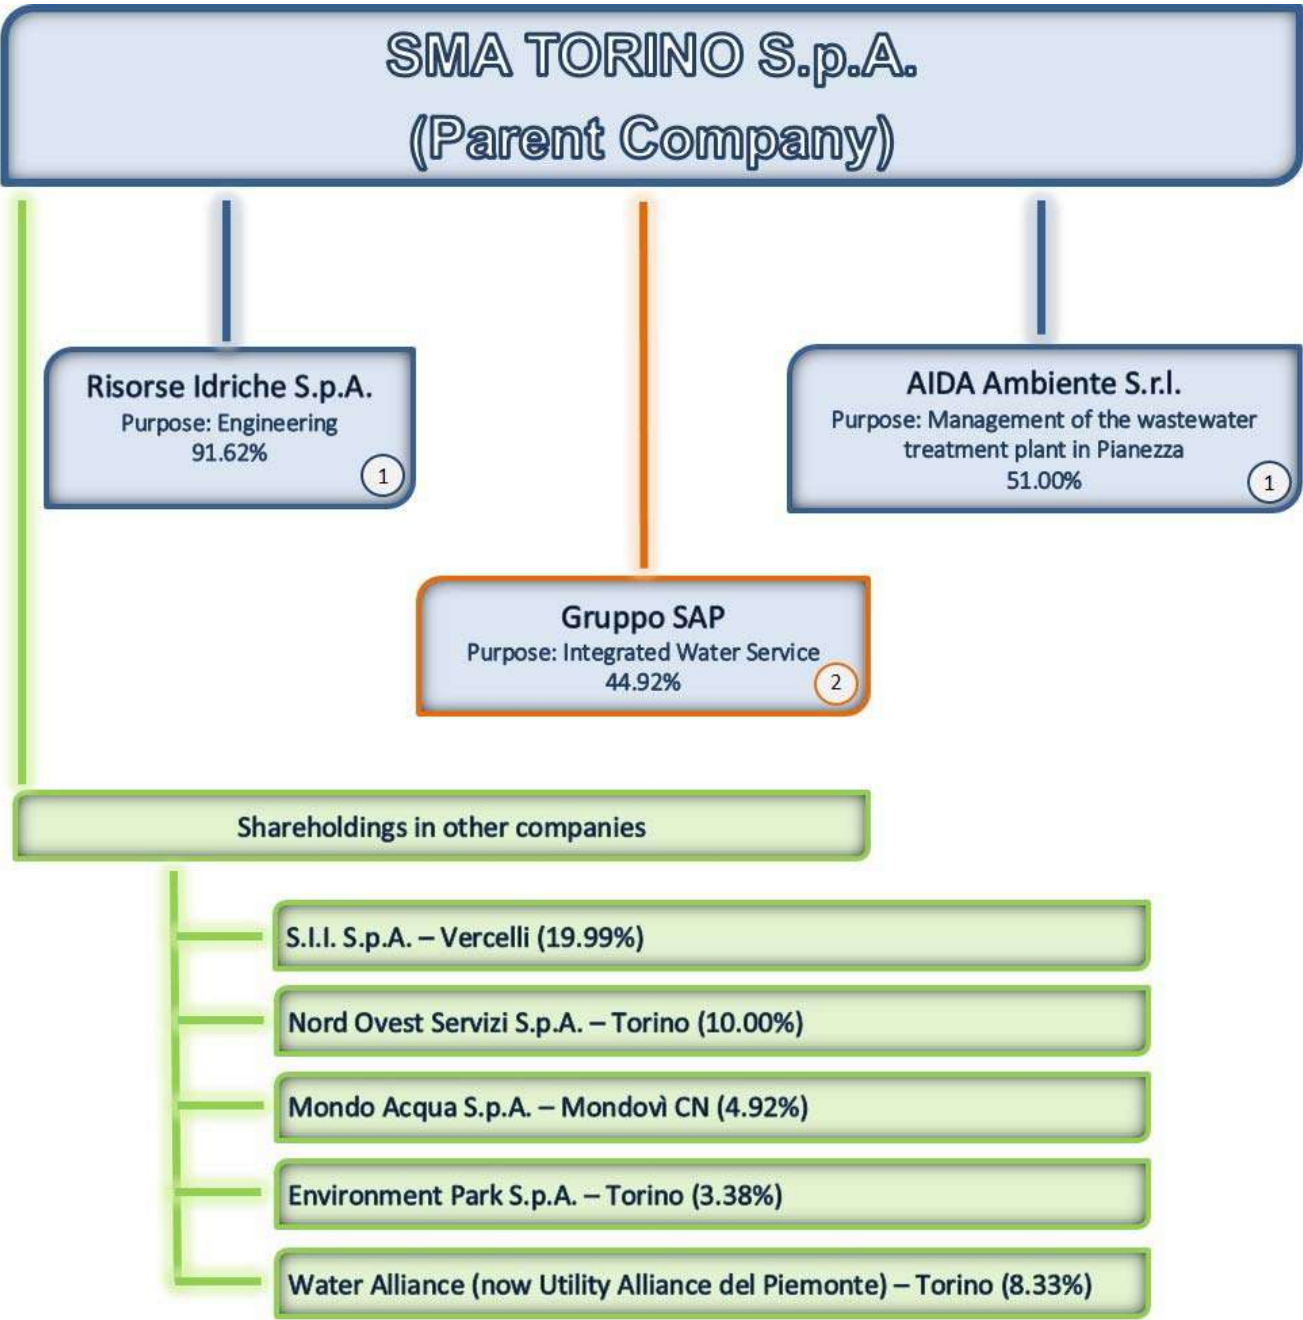 SMA TORINO S.p.A.
(Parent Company)
Risorse Idriche S.p.A.
Purpose: Engineering
91.62%
1
AIDA Ambiente S.r.l.
Purpose: Management of the wastewater
treatment plant in Pianezza
51.00%
1
Gruppo SAP
Purpose: Integrated Water Service
44.92%
2
Shareholdings in other companies
S.I.I. S.p.A. – Vercelli (19.99%)
Nord Ovest Servizi S.p.A. – Torino (10.00%)
Mondo Acqua S.p.A. – Mondovì CN (4.92%)
Environment Park S.p.A. – Torino (3.38%)
Water Alliance (now Utility Alliance del Piemonte) – Torino (8.33%)